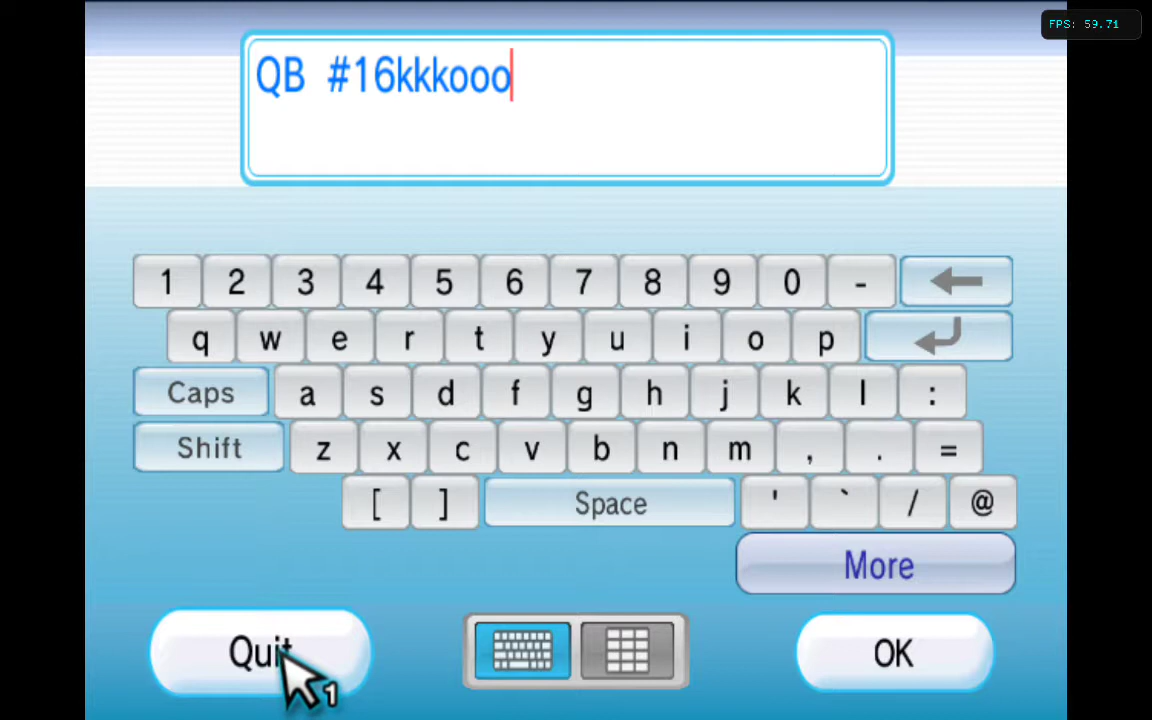 FPS: 59.71
QB  #16kkkooo
1 2 3 4 5 6 7 8 9 0 -
q w e r t y u i o p
Caps a s d f g h j k l :
Shift z x c v b n m , . =
[ ] Space ' ` / @
More
Quit OK
1